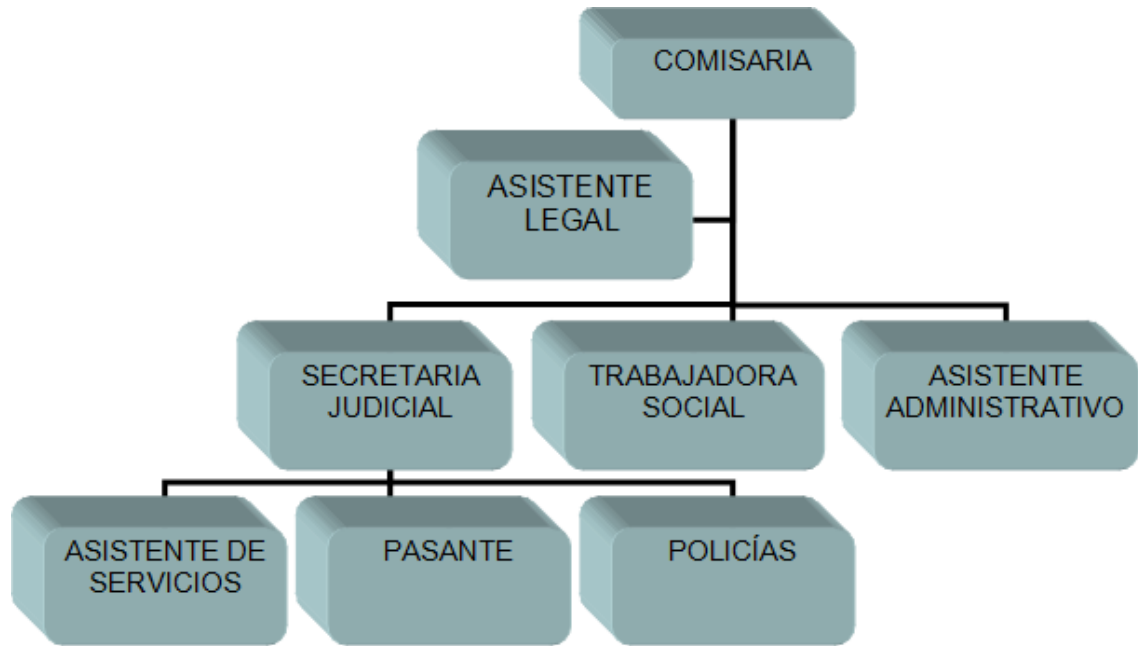 COMISARIA
ASISTENTE
LEGAL
SECRETARIA
JUDICIAL
TRABAJADORA
SOCIAL
ASISTENTE
ADMINISTRATIVO
ASISTENTE DE
SERVICIOS
PASANTE
POLICÍAS